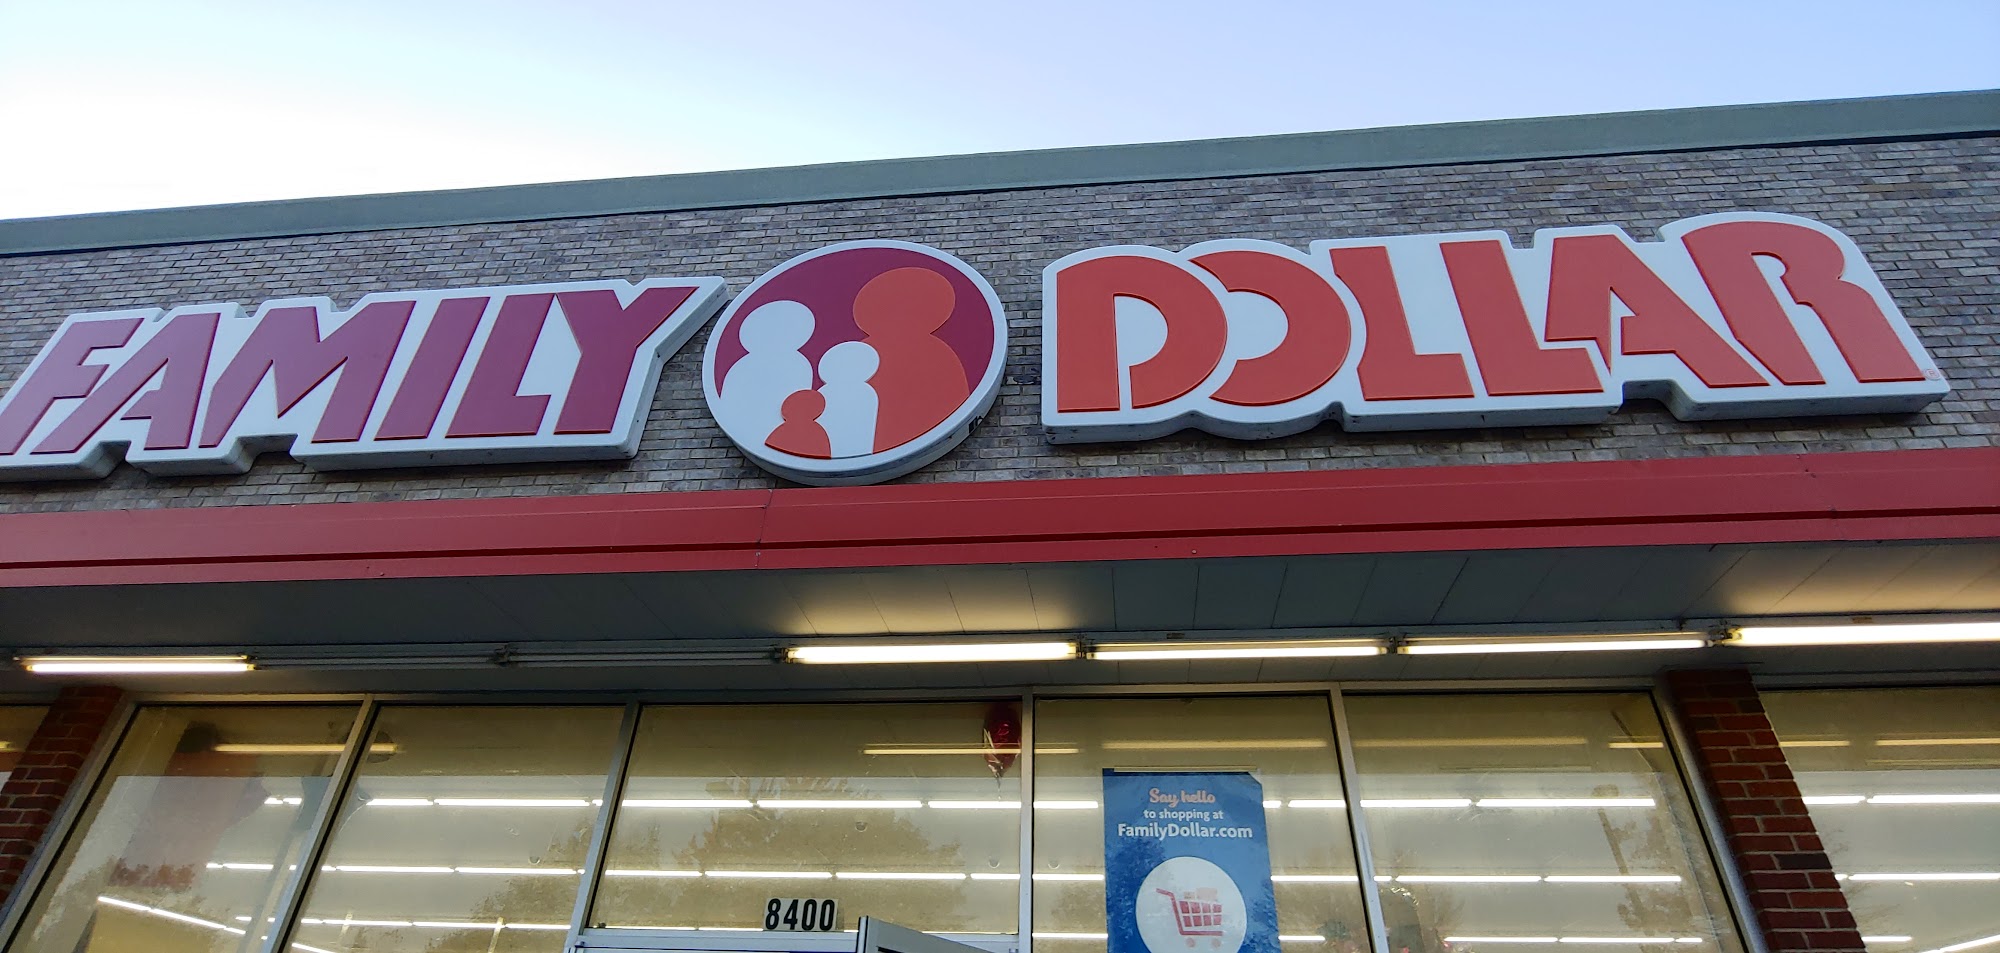 FAMILY DOLLAR
Say hello
to shopping at
FamilyDollar.com
8400